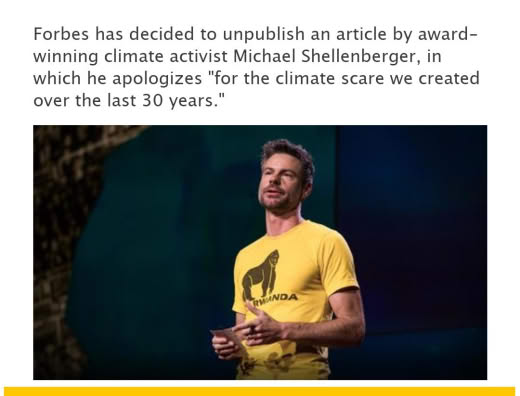 Forbes has decided to unpublish an article by award-
winning climate activist Michael Shellenberger, in
which he apologizes "for the climate scare we created
over the last 30 years."
RWANDA